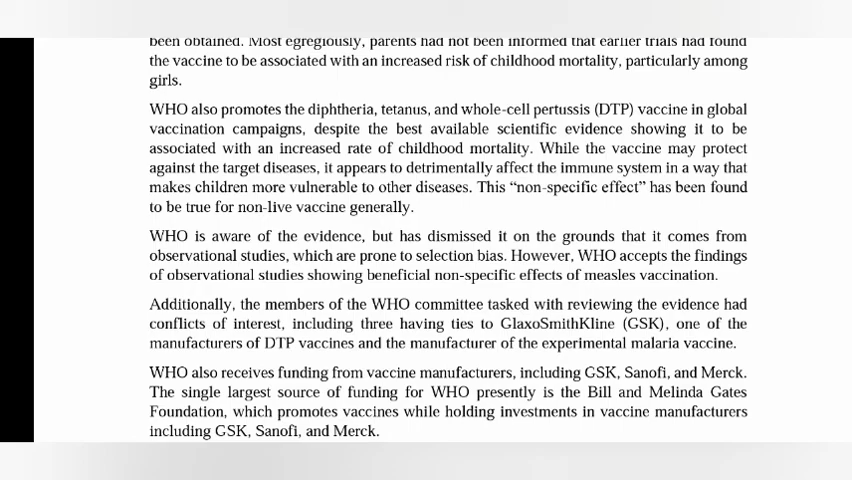 been obtained. Most egregiously, parents had not been informed that earlier trials had found
the vaccine to be associated with an increased risk of childhood mortality, particularly among
girls.
WHO also promotes the diphtheria, tetanus, and whole-cell pertussis (DTP) vaccine in global
vaccination campaigns, despite the best available scientific evidence showing it to be
associated with an increased rate of childhood mortality. While the vaccine may protect
against the target diseases, it appears to detrimentally affect the immune system in a way that
makes children more vulnerable to other diseases. This “non-specific effect” has been found
to be true for non-live vaccine generally.
WHO is aware of the evidence, but has dismissed it on the grounds that it comes from
observational studies, which are prone to selection bias. However, WHO accepts the findings
of observational studies showing beneficial non-specific effects of measles vaccination.
Additionally, the members of the WHO committee tasked with reviewing the evidence had
conflicts of interest, including three having ties to GlaxoSmithKline (GSK), one of the
manufacturers of DTP vaccines and the manufacturer of the experimental malaria vaccine.
WHO also receives funding from vaccine manufacturers, including GSK, Sanofi, and Merck.
The single largest source of funding for WHO presently is the Bill and Melinda Gates
Foundation, which promotes vaccines while holding investments in vaccine manufacturers
including GSK, Sanofi, and Merck.